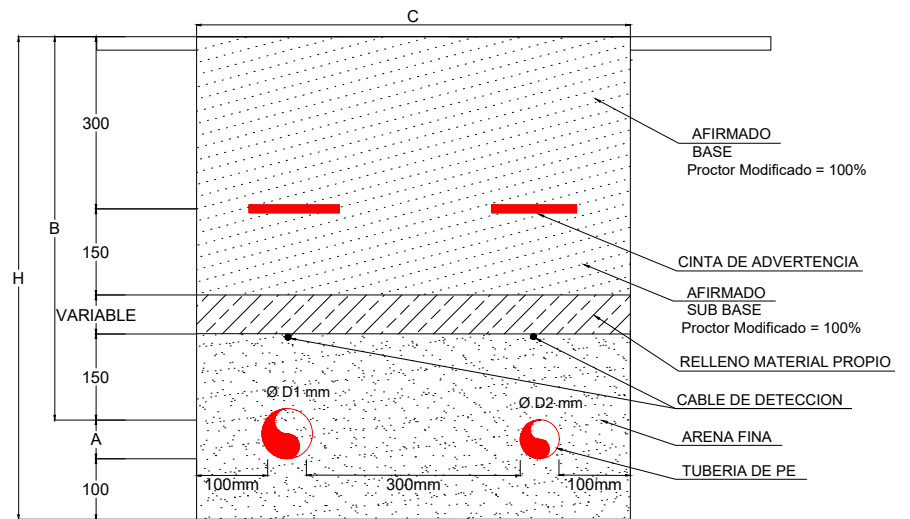 C
300
B
150
H
VARIABLE
150
A
100
AFIRMADO
BASE
Proctor Modificado = 100%
CINTA DE ADVERTENCIA
AFIRMADO
SUB BASE
Proctor Modificado = 100%
RELLENO MATERIAL PROPIO
CABLE DE DETECCION
ARENA FINA
TUBERIA DE PE
Ø D1 mm
Ø D2 mm
100mm
300mm
100mm